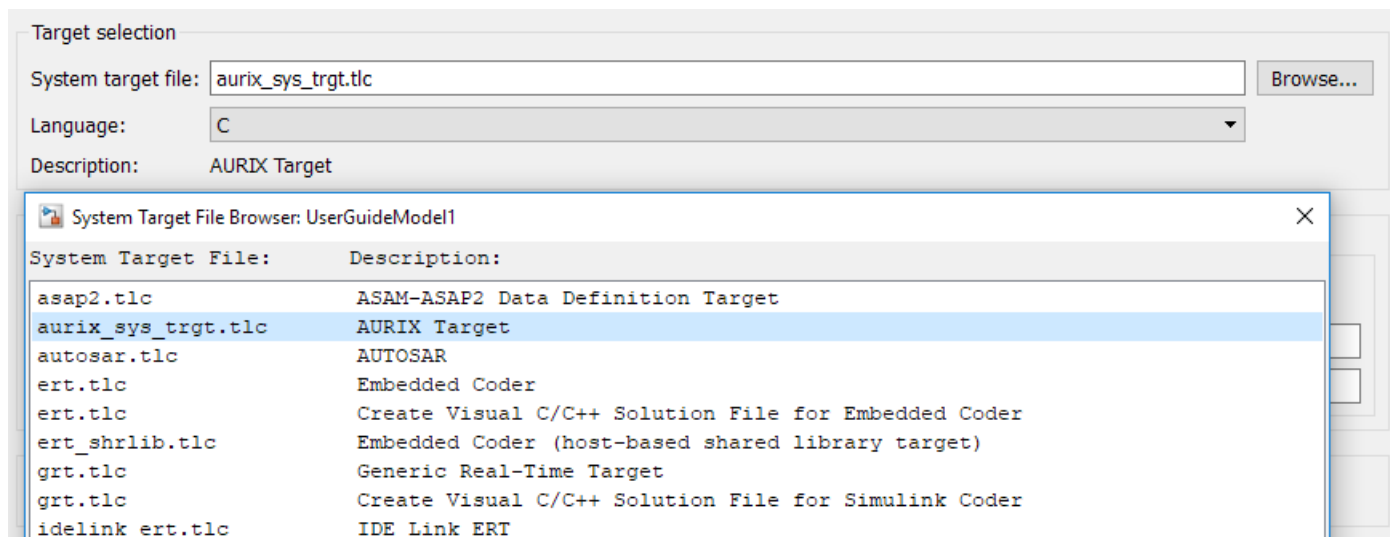 Target selection
System target file: aurix_sys_trgt.tlc Browse...
Language: C
Description: AURIX Target
System Target File Browser: UserGuideModel1
System Target File: Description:
asap2.tlc ASAM-ASAP2 Data Definition Target
aurix_sys_trgt.tlc AURIX Target
autosar.tlc AUTOSAR
ert.tlc Embedded Coder
ert.tlc Create Visual C/C++ Solution File for Embedded Coder
ert_shrlib.tlc Embedded Coder (host-based shared library target)
grt.tlc Generic Real-Time Target
grt.tlc Create Visual C/C++ Solution File for Simulink Coder
idelink_ert.tlc IDE Link ERT